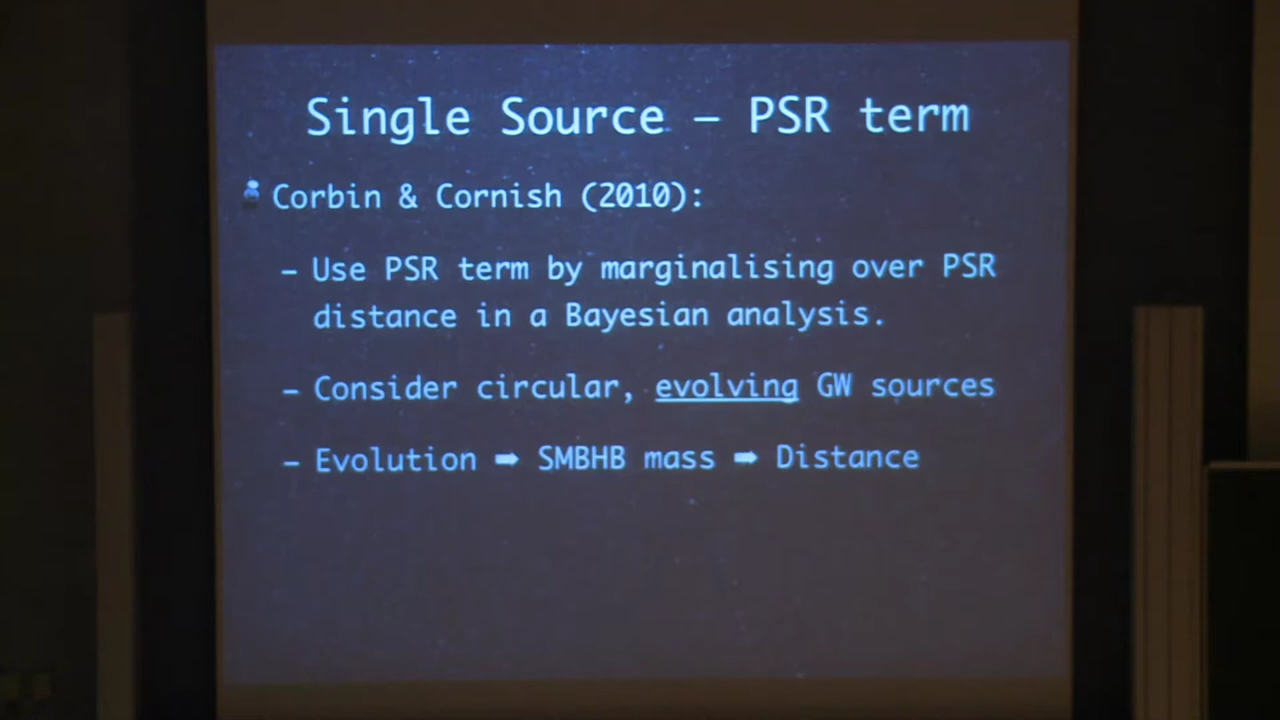 Single Source – PSR term
Corbin & Cornish (2010):
– Use PSR term by marginalising over PSR
distance in a Bayesian analysis.
– Consider circular, evolving GW sources
– Evolution ➡ SMBHB mass ➡ Distance